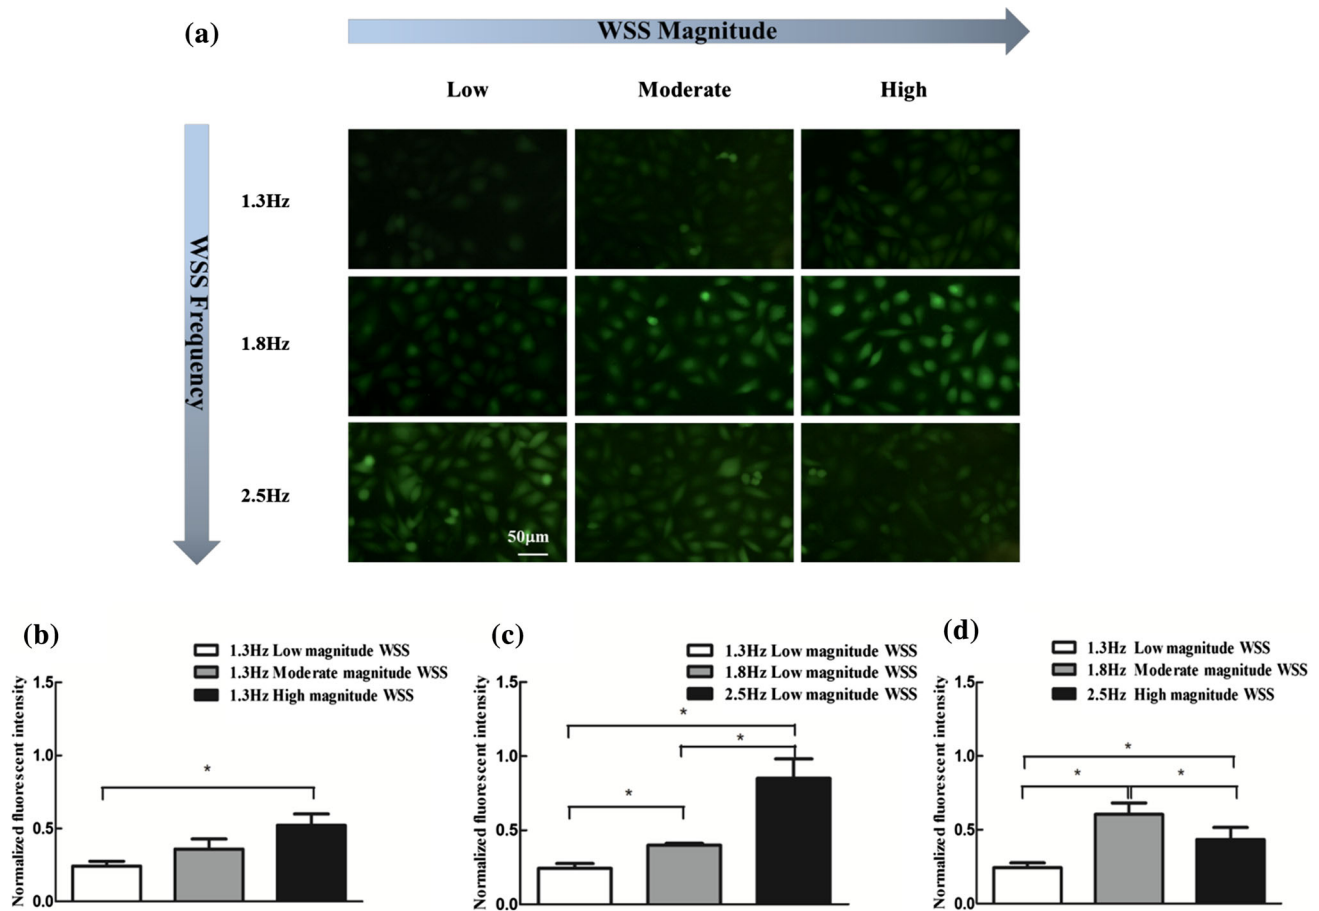 (a)
WSS Magnitude
Low Moderate High
WSS Frequency
1.3Hz
1.8Hz
2.5Hz
50μm
(b)
1.3Hz Low magnitude WSS
1.3Hz Moderate magnitude WSS
1.3Hz High magnitude WSS
Normalized fluorescent intensity
1.5
1.0
0.5
0.0
*
(c)
1.3Hz Low magnitude WSS
1.8Hz Low magnitude WSS
2.5Hz Low magnitude WSS
Normalized fluorescent intensity
1.5
1.0
0.5
0.0
*
*
*
(d)
1.3Hz Low magnitude WSS
1.8Hz Moderate magnitude WSS
2.5Hz High magnitude WSS
Normalized fluorescent intensity
1.5
1.0
0.5
0.0
*
*
*